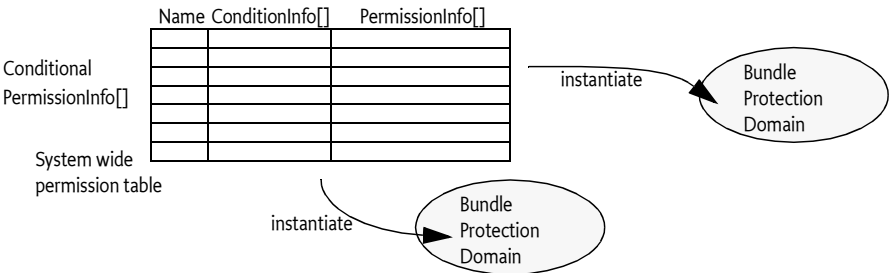 Name ConditionInfo[] PermissionInfo[]
Conditional
PermissionInfo[]
instantiate
Bundle
Protection
Domain
System wide
permission table
instantiate
Bundle
Protection
Domain